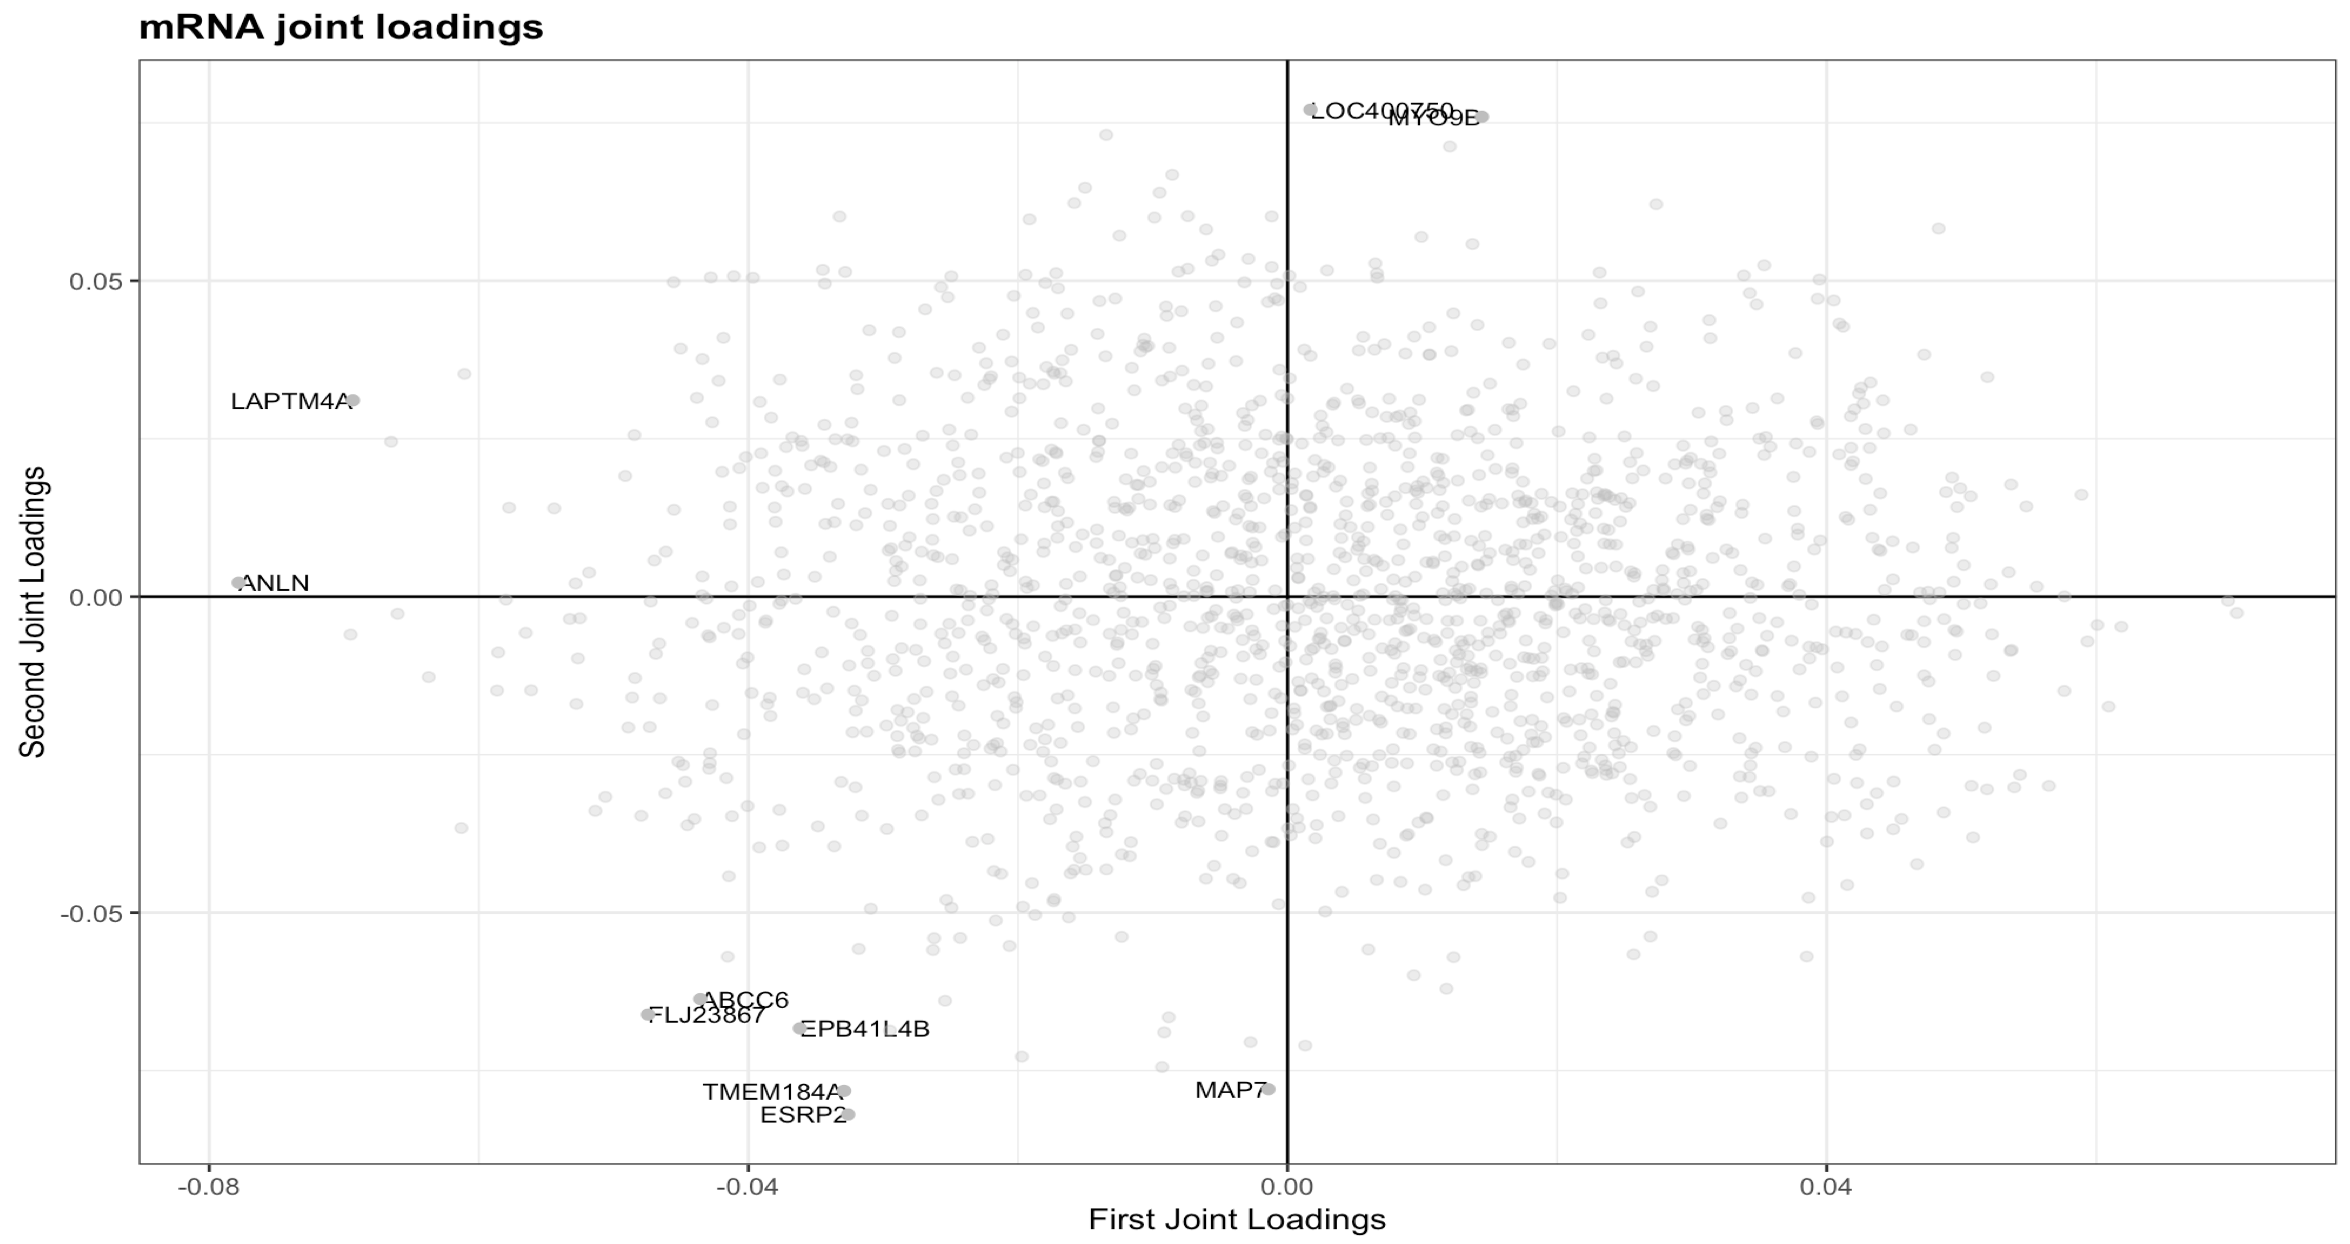 mRNA joint loadings
LOC400750
MYO9B
0.05
LAPTM4A
ANLN
0.00
Second Joint Loadings
-0.05
ABCC6
FLJ23867
EPB41L4B
TMEM184A
MAP7
ESRP2
-0.08 -0.04 0.00 0.04
First Joint Loadings